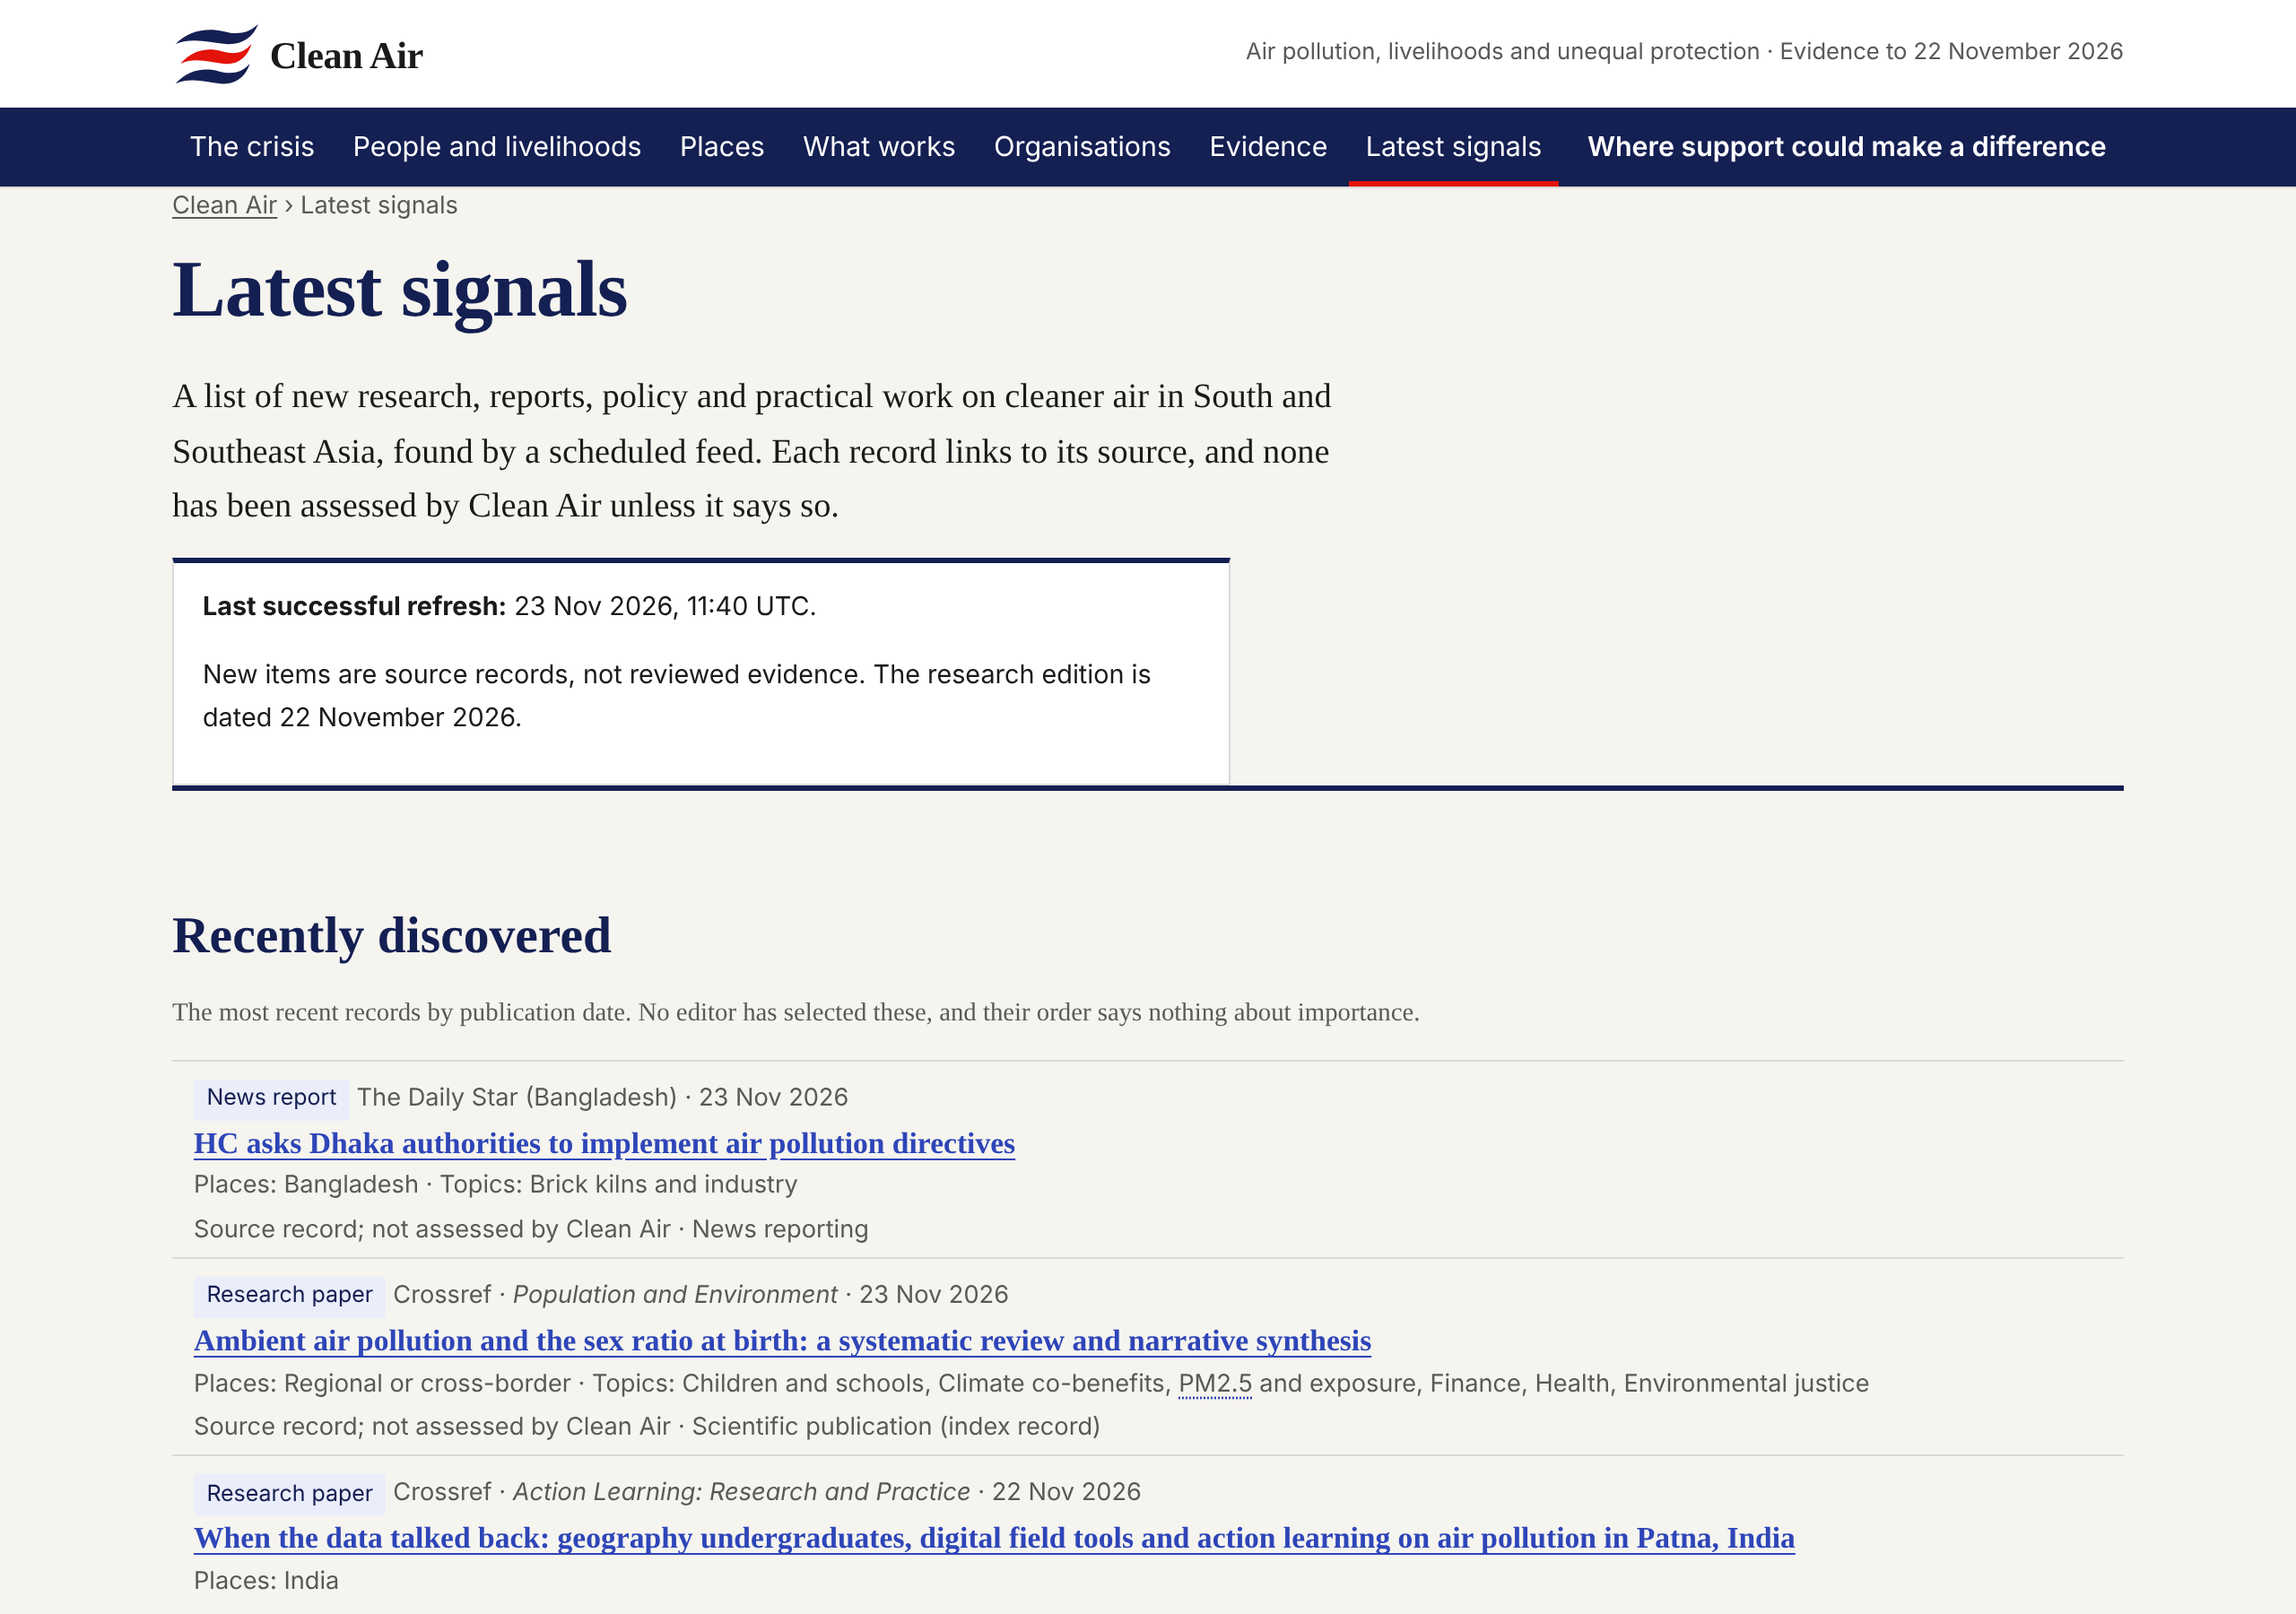 Clean Air
Air pollution, livelihoods and unequal protection · Evidence to 22 November 2026
The crisis People and livelihoods Places What works Organisations Evidence Latest signals Where support could make a difference
Clean Air › Latest signals
Latest signals
A list of new research, reports, policy and practical work on cleaner air in South and
Southeast Asia, found by a scheduled feed. Each record links to its source, and none
has been assessed by Clean Air unless it says so.
Last successful refresh: 23 Nov 2026, 11:40 UTC.
New items are source records, not reviewed evidence. The research edition is
dated 22 November 2026.
Recently discovered
The most recent records by publication date. No editor has selected these, and their order says nothing about importance.
News report The Daily Star (Bangladesh) · 23 Nov 2026
HC asks Dhaka authorities to implement air pollution directives
Places: Bangladesh · Topics: Brick kilns and industry
Source record; not assessed by Clean Air · News reporting
Research paper Crossref · Population and Environment · 23 Nov 2026
Ambient air pollution and the sex ratio at birth: a systematic review and narrative synthesis
Places: Regional or cross-border · Topics: Children and schools, Climate co-benefits, PM2.5 and exposure, Finance, Health, Environmental justice
Source record; not assessed by Clean Air · Scientific publication (index record)
Research paper Crossref · Action Learning: Research and Practice · 22 Nov 2026
When the data talked back: geography undergraduates, digital field tools and action learning on air pollution in Patna, India
Places: India